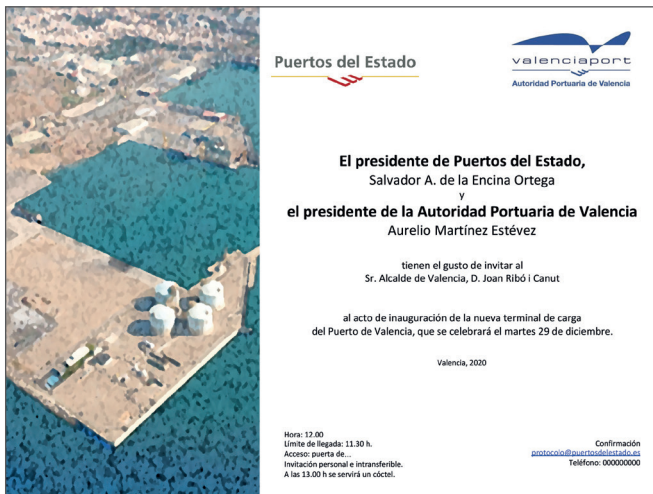 Puertos del Estado
valenciaport
Autoridad Portuaria de Valencia
El presidente de Puertos del Estado,
Salvador A. de la Encina Ortega
y
el presidente de la Autoridad Portuaria de Valencia
Aurelio Martínez Estévez
tienen el gusto de invitar al
Sr. Alcalde de Valencia, D. Joan Ribó i Canut
al acto de inauguración de la nueva terminal de carga
del Puerto de Valencia, que se celebrará el martes 29 de diciembre.
Valencia, 2020
Hora: 12.00
Límite de llegada: 11.30 h.
Acceso: puerta de...
Invitación personal e intransferible.
A las 13.00 h se servirá un cóctel.
Confirmación
protocolo@puertosdelestado.es
Teléfono: 000000000